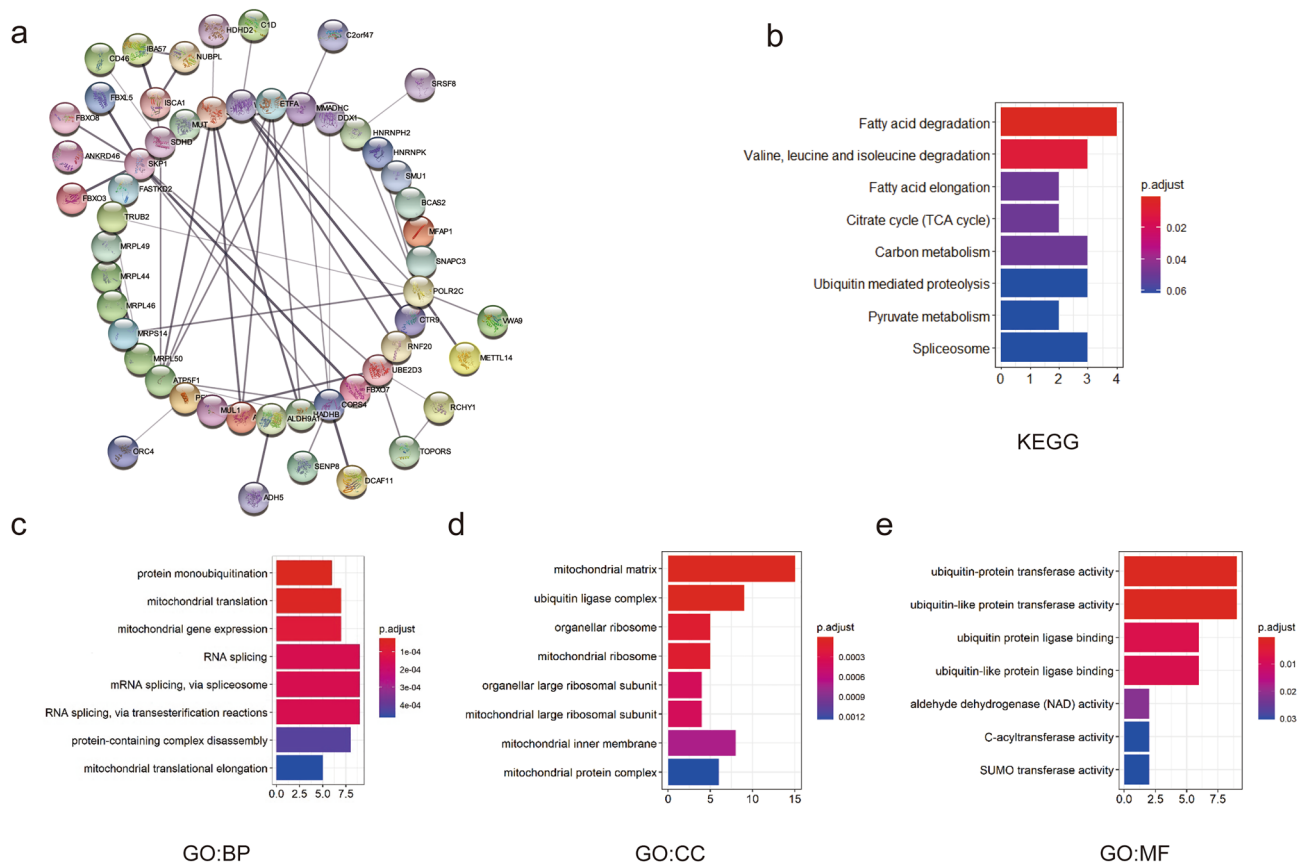 a
HDHD2
C1D
C2orf47
IBA57
CD46
NUBPL
FBXL5
ISCA1
ETFA
MMADHC
SRSF8
FBXO8
MUT
DDX1
SDHD
HNRNPH2
ANKRD46
SKP1
HNRNPK
FASTKD2
SMU1
FBXO3
BCAS2
TRUB2
MFAP1
MRPL49
SNAPC3
MRPL44
POLR2C
MRPL46
CTR9
VWA9
MRPS14
RNF20
METTL14
MRPL50
UBE2D3
ATP5F1
FBXO7
MUL1
ALDH9A1
HADHB
COPS4
RCHY1
ORC4
TOPORS
SENP8
DCAF11
ADH5
b
Fatty acid degradation
Valine, leucine and isoleucine degradation
Fatty acid elongation
Citrate cycle (TCA cycle)
Carbon metabolism
Ubiquitin mediated proteolysis
Pyruvate metabolism
Spliceosome
0 1 2 3 4
p.adjust
0.02
0.04
0.06
KEGG
c
protein monoubiquitination
mitochondrial translation
mitochondrial gene expression
RNA splicing
mRNA splicing, via spliceosome
RNA splicing, via transesterification reactions
protein-containing complex disassembly
mitochondrial translational elongation
0.0 2.5 5.0 7.5
p.adjust
1e-04
2e-04
3e-04
4e-04
GO:BP
d
mitochondrial matrix
ubiquitin ligase complex
organellar ribosome
mitochondrial ribosome
organellar large ribosomal subunit
mitochondrial large ribosomal subunit
mitochondrial inner membrane
mitochondrial protein complex
0 5 10 15
p.adjust
0.0003
0.0006
0.0009
0.0012
GO:CC
e
ubiquitin-protein transferase activity
ubiquitin-like protein transferase activity
ubiquitin protein ligase binding
ubiquitin-like protein ligase binding
aldehyde dehydrogenase (NAD) activity
C-acyltransferase activity
SUMO transferase activity
0.0 2.5 5.0 7.5
p.adjust
0.01
0.02
0.03
GO:MF